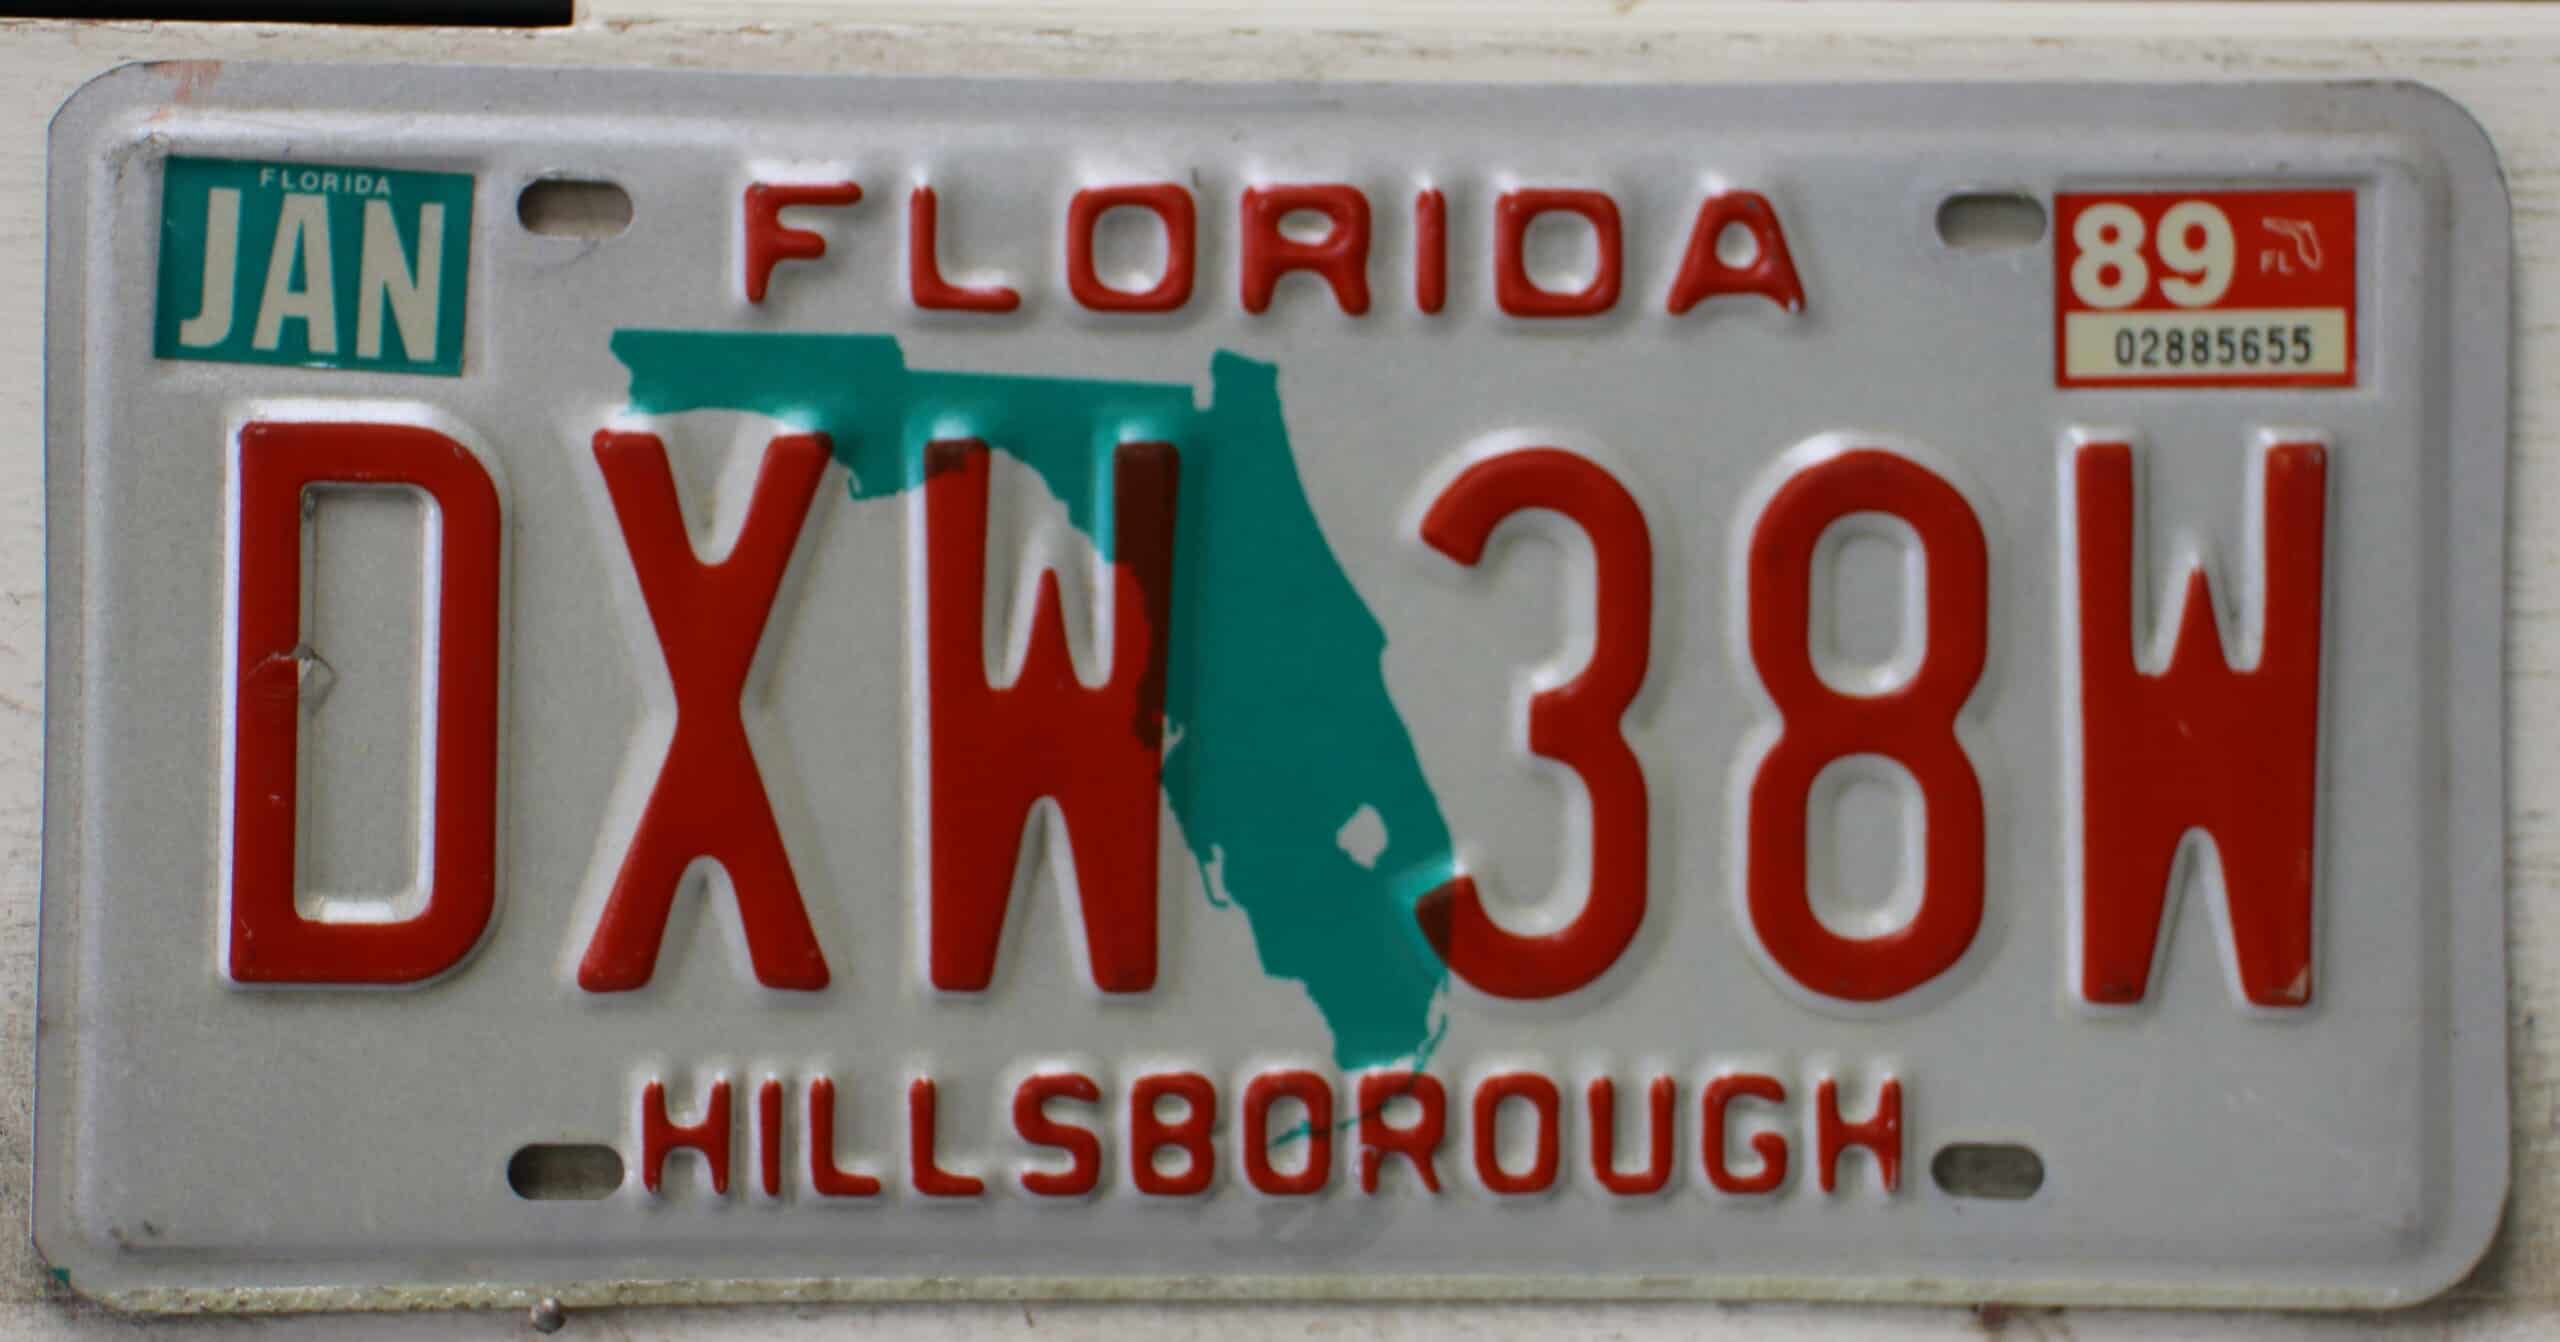 FLORIDA
JAN
FLORIDA
89
FL
02885655
DXW 38W
HILLSBOROUGH